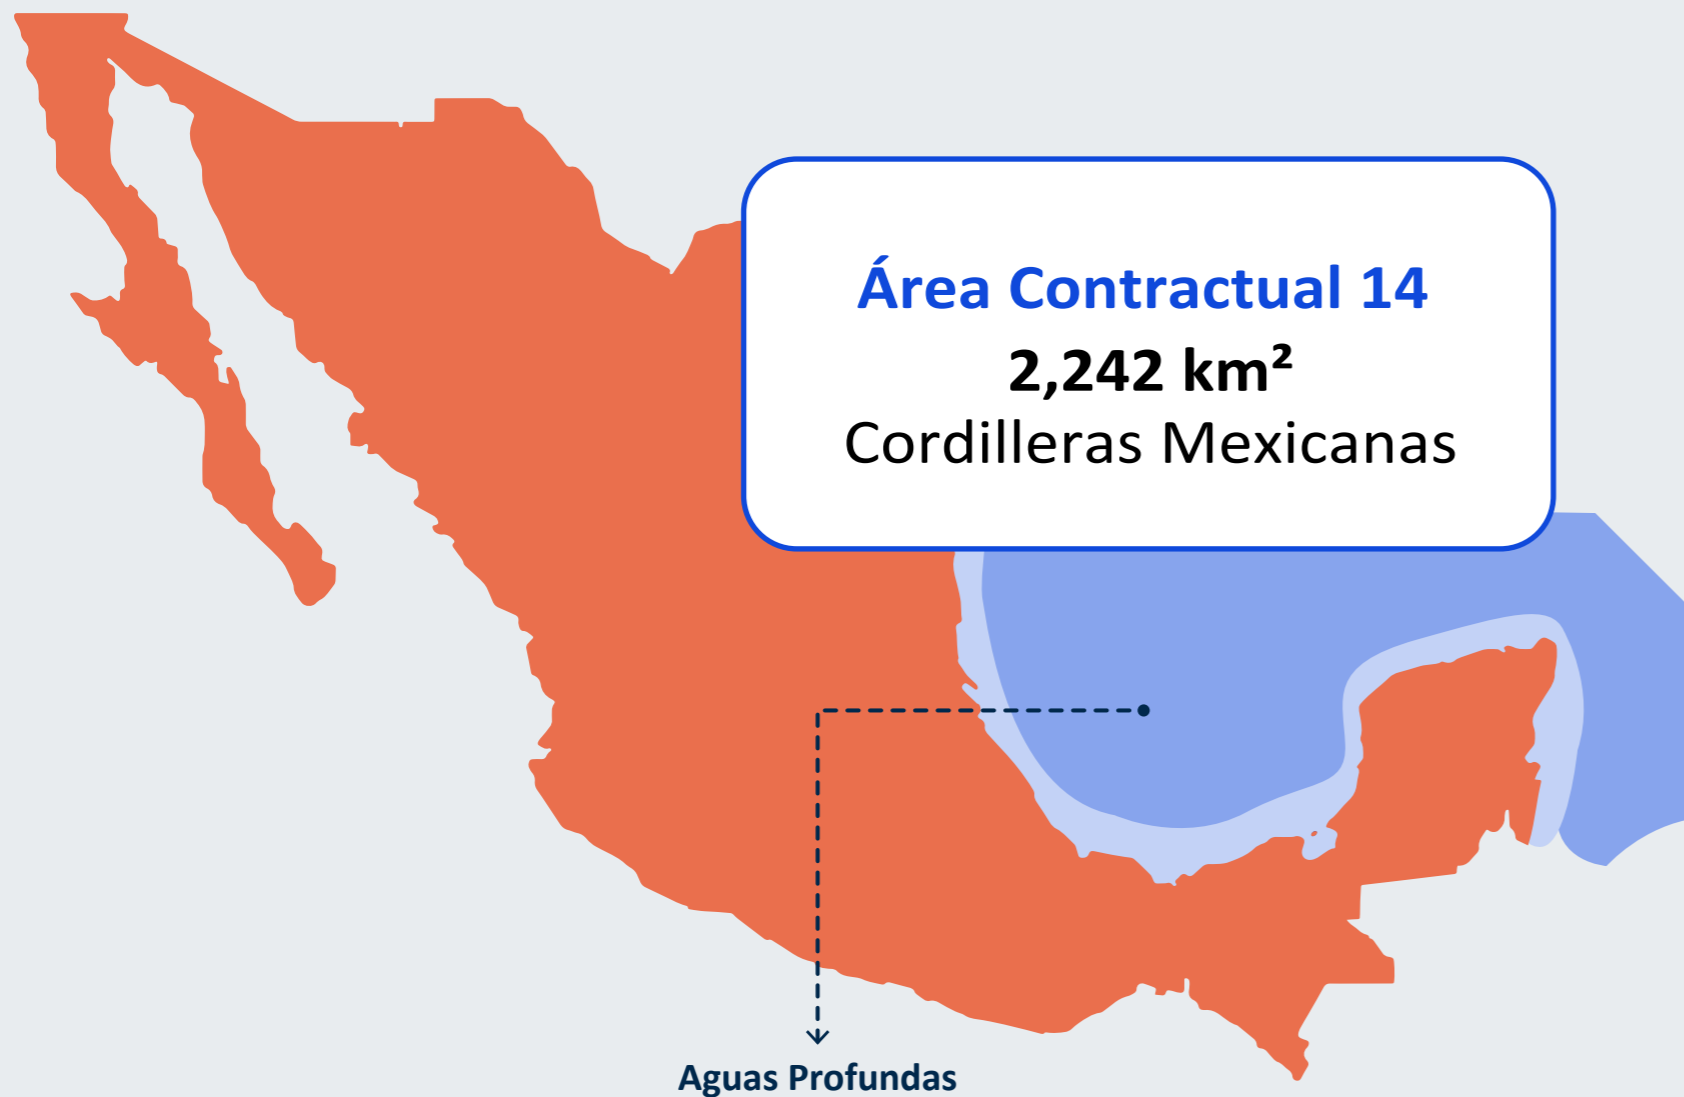 Área Contractual 14
2,242 km²
Cordilleras Mexicanas
Aguas Profundas